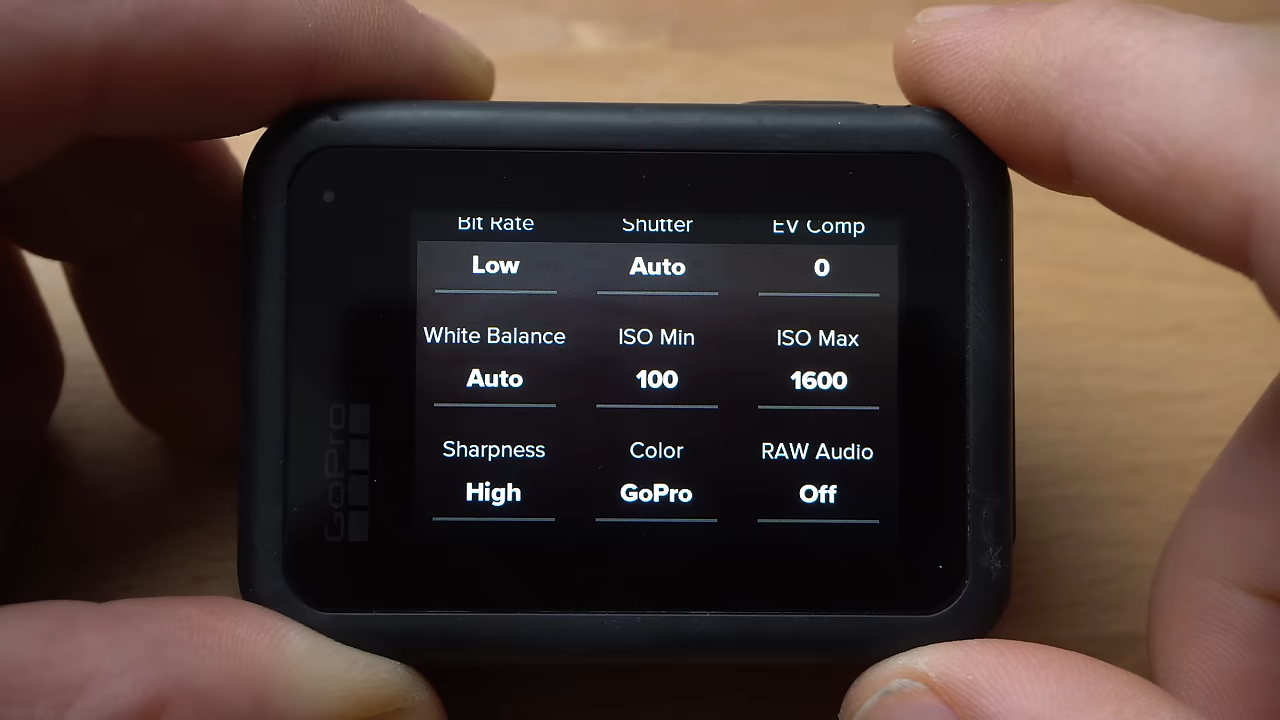 Bit Rate Shutter EV Comp
Low Auto 0
White Balance ISO Min ISO Max
Auto 100 1600
Sharpness Color RAW Audio
High GoPro Off
GoPro